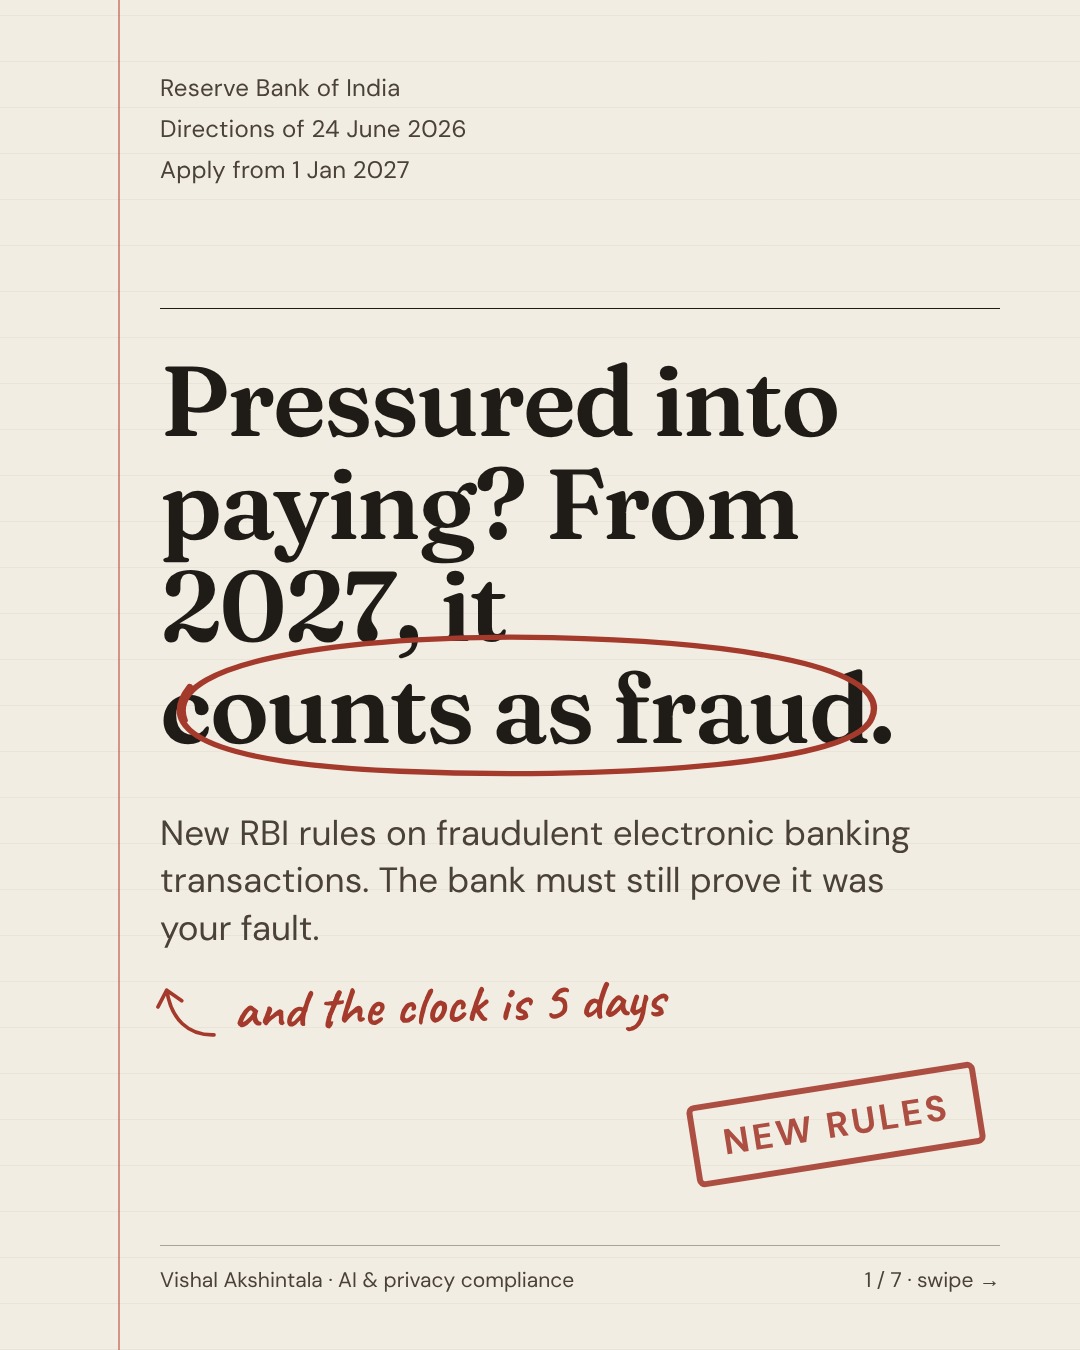 Reserve Bank of India
Directions of 24 June 2026
Apply from 1 Jan 2027
Pressured into
paying? From
2027, it
counts as fraud.
New RBI rules on fraudulent electronic banking
transactions. The bank must still prove it was
your fault.
and the clock is 5 days
NEW RULES
Vishal Akshintala · AI & privacy compliance
1 / 7 · swipe →